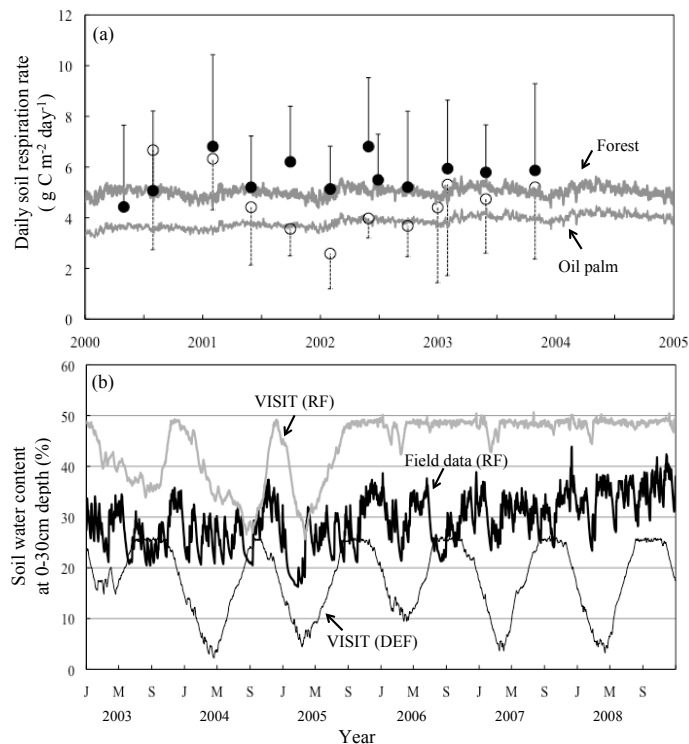 (a)
Daily soil respiration rate
( g C m-2 day-1)
12
10
8
6
4
2
0
Forest
Oil palm
2000 2001 2002 2003 2004 2005
(b)
Soil water content
at 0-30cm depth (%)
60
50
40
30
20
10
0
VISIT (RF)
Field data (RF)
VISIT (DEF)
J M S J M S J M S J M S J M S J M S
2003 2004 2005 2006 2007 2008
Year